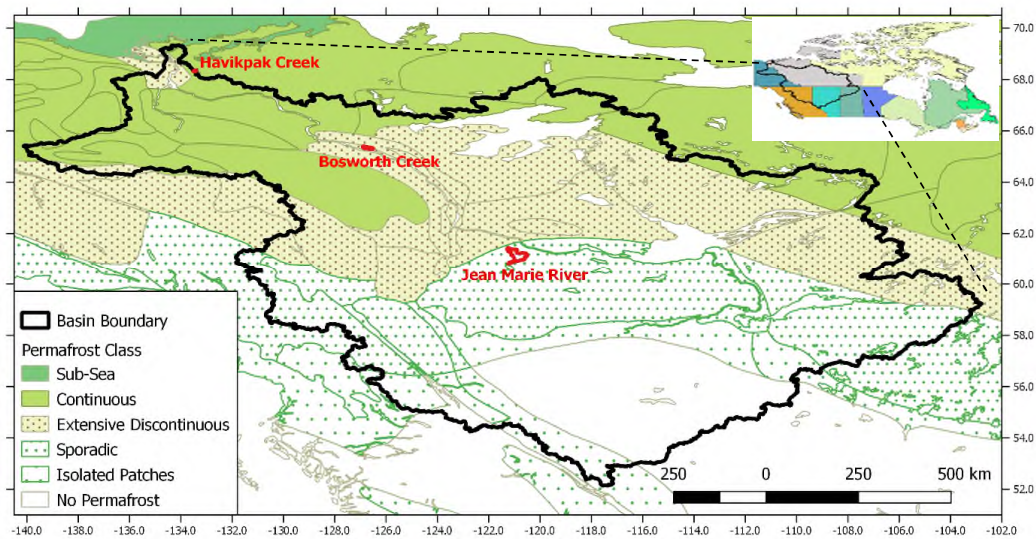 70.0
Havikpak Creek
68.0
66.0
Bosworth Creek
64.0
62.0
Jean Marie River
60.0
Basin Boundary
58.0
Permafrost Class
Sub-Sea
56.0
Continuous
Extensive Discontinuous
54.0
Sporadic
Isolated Patches
250 0 250 500 km
No Permafrost
52.0
-140.0 -138.0 -136.0 -134.0 -132.0 -130.0 -128.0 -126.0 -124.0 -122.0 -120.0 -118.0 -116.0 -114.0 -112.0 -110.0 -108.0 -106.0 -104.0 -102.0